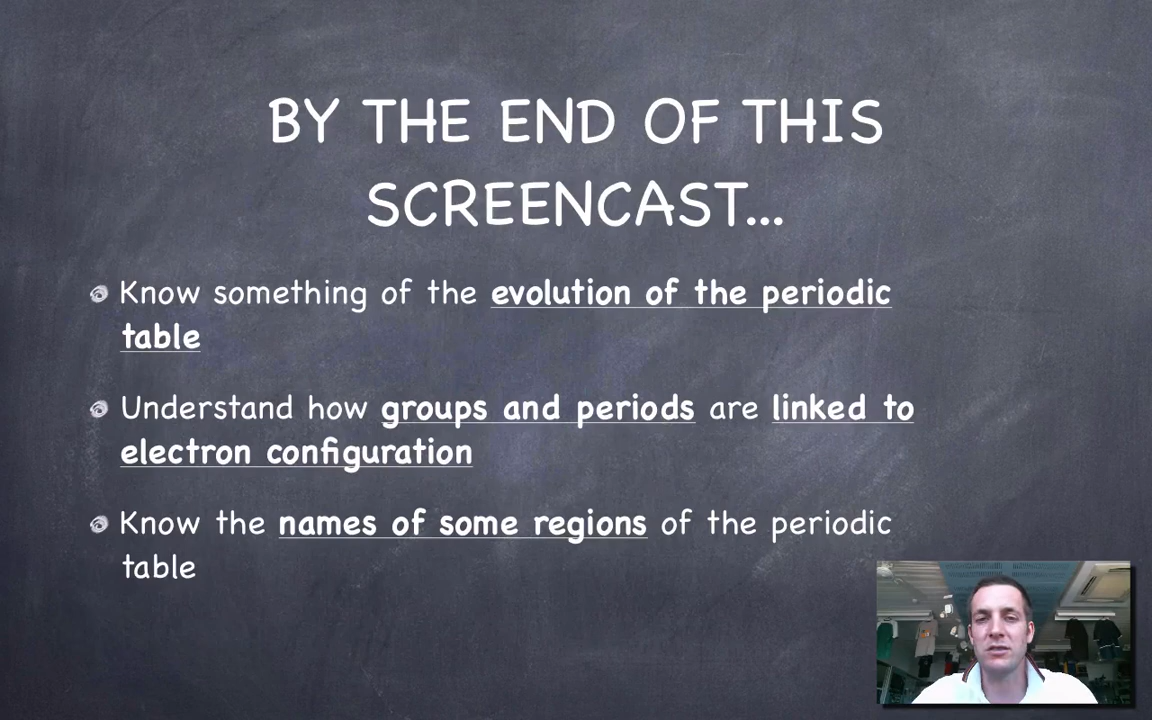 BY THE END OF THIS
SCREENCAST...
Know something of the evolution of the periodic
table
Understand how groups and periods are linked to
electron configuration
Know the names of some regions of the periodic
table